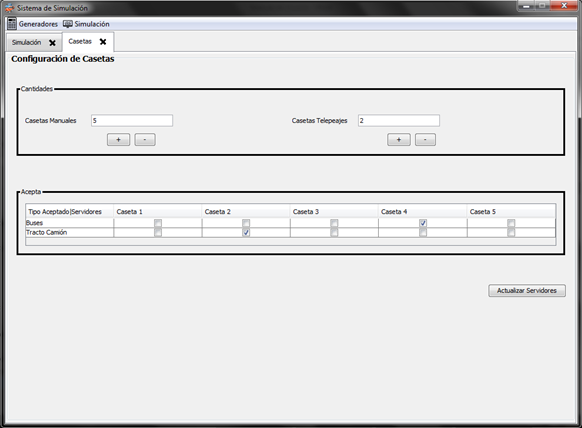 Sistema de Simulación
Generadores Simulación
Simulación Casetas
Configuración de Casetas
Cantidades
Casetas Manuales 5 Casetas Telepeajes 2
+ - + -
Acepta
Tipo Aceptado|Servidores Caseta 1 Caseta 2 Caseta 3 Caseta 4 Caseta 5
Buses
Tracto Camión
Actualizar Servidores